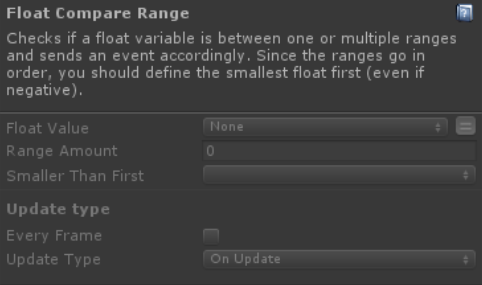 Float Compare Range
Checks if a float variable is between one or multiple ranges
and sends an event accordingly. Since the ranges go in
order, you should define the smallest float first (even if
negative).
Float Value None
Range Amount 0
Smaller Than First
Update type
Every Frame
Update Type On Update